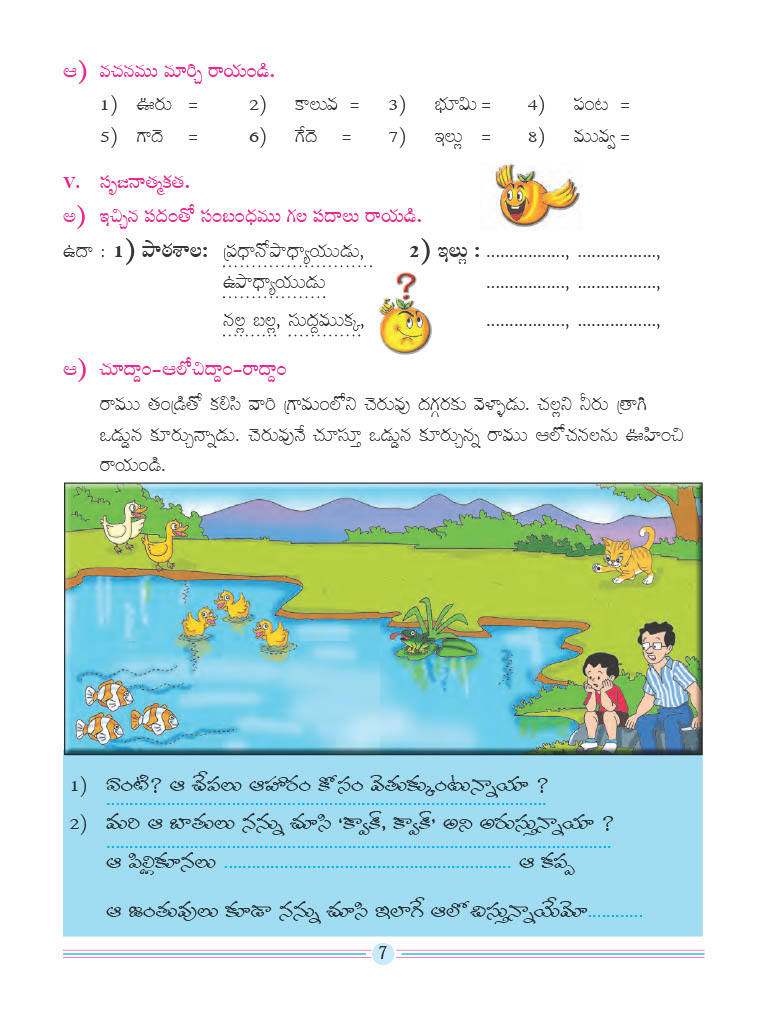 ఆ) వచనము మార్చి రాయండి.
1) ఊరు = 2) కాలువ = 3) భూమి = 4) పంట =
5) గాదె = 6) గేదె = 7) ఇల్లు = 8) మువ్వ =
V. సృజనాత్మకత.
అ) ఇచ్చిన పదంతో సంబంధము గల పదాలు రాయడి.
ఉదా : 1) పాఠశాల: ప్రధానోపాధ్యాయుడు, 2) ఇల్లు : ................., .................,
ఉపాధ్యాయుడు ................., .................,
నల్ల బల్ల, సుద్దముక్క, ................., .................,
?
ఆ) చూద్దాం-ఆలోచిద్దాం-రాద్దాం
రాము తండ్రితో కలిసి వారి గ్రామంలోని చెరువు దగ్గరకు వెళ్ళాడు. చల్లని నీరు త్రాగి
ఒడ్డున కూర్చున్నాడు. చెరువునే చూస్తూ ఒడ్డున కూర్చున్న రాము ఆలోచనలను ఊహించి
రాయండి.
1) ఏంటి? ఆ చేపలు ఆహారం కోసం వెతుక్కుంటున్నాయా ?
2) మరి ఆ బాతులు నన్ను చూసి 'క్వాక్, క్వాక్' అని అరుస్తున్నాయా ?
ఆ పిల్లికూనలు ................................................ ఆ కప్ప
ఆ జంతువులు కూడా నన్ను చూసి ఇలాగే ఆలోచిస్తున్నాయేమో............
7